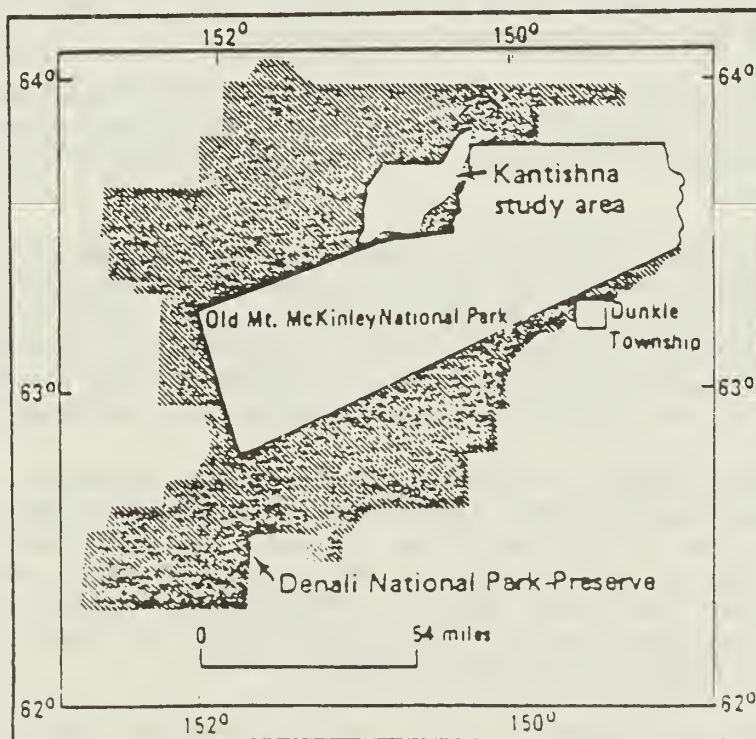 152° 150°
64° 64°
Kantishna
study area
Old Mt. McKinley National Park
Dunkle
Township
63° 63°
Denali National Park-Preserve
0 54 miles
62° 62°
152° 150°